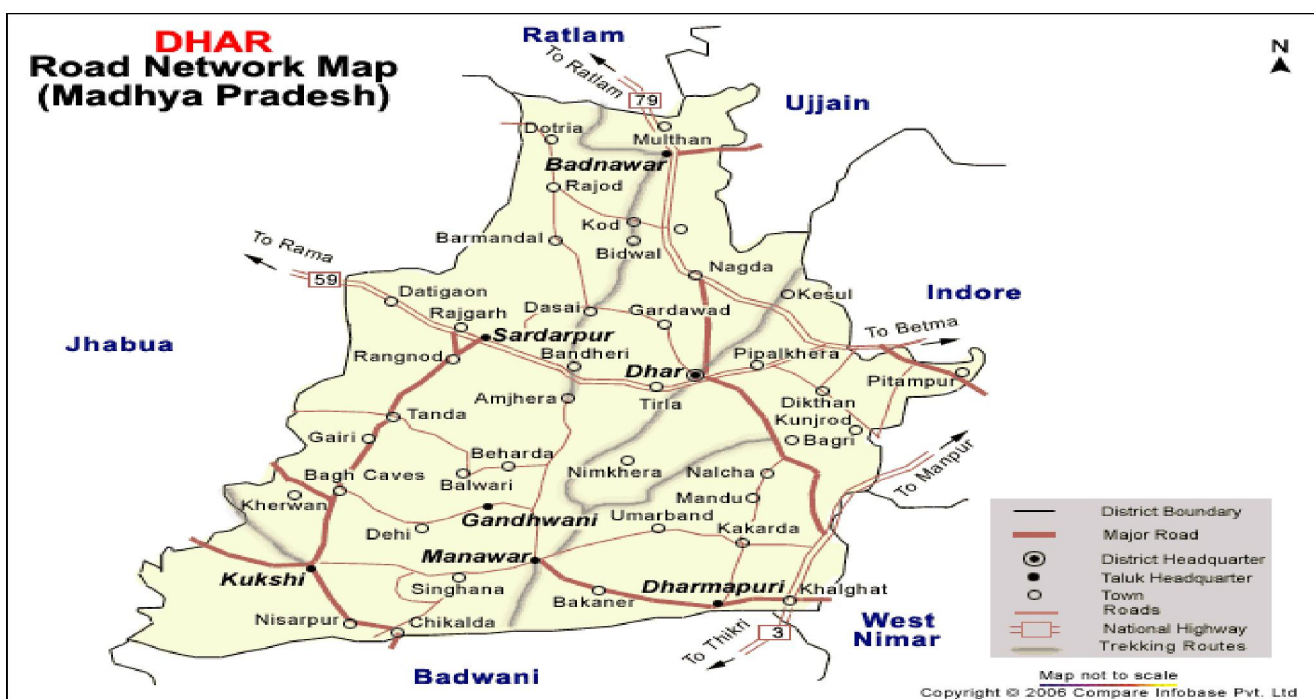 DHAR
Road Network Map
(Madhya Pradesh)
Ratlam
N
To Ratlam
79
Ujjain
Dotria
Multhan
Badnawar
Rajod
Kod
Barmandal
Bidwal
To Rama
59
Nagda
Datigaon
Kesul
Indore
Rajgarh
Dasai
Gardawad
Jhabua
Sardarpur
To Betma
Rangnod
Bandheri
Pipalkhera
Dhar
Pitampur
Amjhera
Tirla
Dikthan
Tanda
Kunjrod
Gairi
Bagri
Beharda
Bagh Caves
Balwari
Nimkhera
Nalcha
To Manpur
Kherwan
Mandu
Gandhwani
Umarband
Dehi
Kakarda
Manawar
Kukshi
Singhana
Dharmapuri
Bakaner
Khalghat
Nisarpur
Chikalda
West
Nimar
To Thikri
3
Badwani
District Boundary
Major Road
District Headquarter
Taluk Headquarter
Town
Roads
National Highway
Trekking Routes
Map not to scale
Copyright © 2006 Compare Infobase Pvt. Ltd